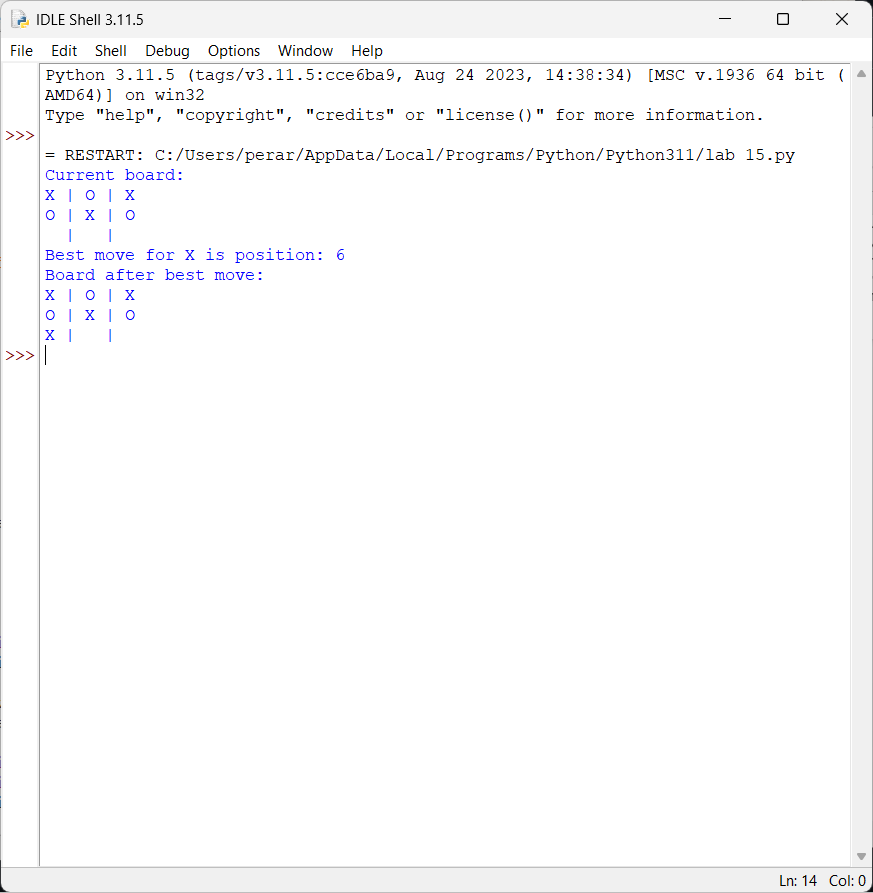 IDLE Shell 3.11.5
File Edit Shell Debug Options Window Help
Python 3.11.5 (tags/v3.11.5:cce6ba9, Aug 24 2023, 14:38:34) [MSC v.1936 64 bit (
AMD64)] on win32
Type "help", "copyright", "credits" or "license()" for more information.
>>>
= RESTART: C:/Users/perar/AppData/Local/Programs/Python/Python311/lab 15.py
Current board:
X | O | X
O | X | O
  |   |
Best move for X is position: 6
Board after best move:
X | O | X
O | X | O
X |   |
>>>
Ln: 14 Col: 0